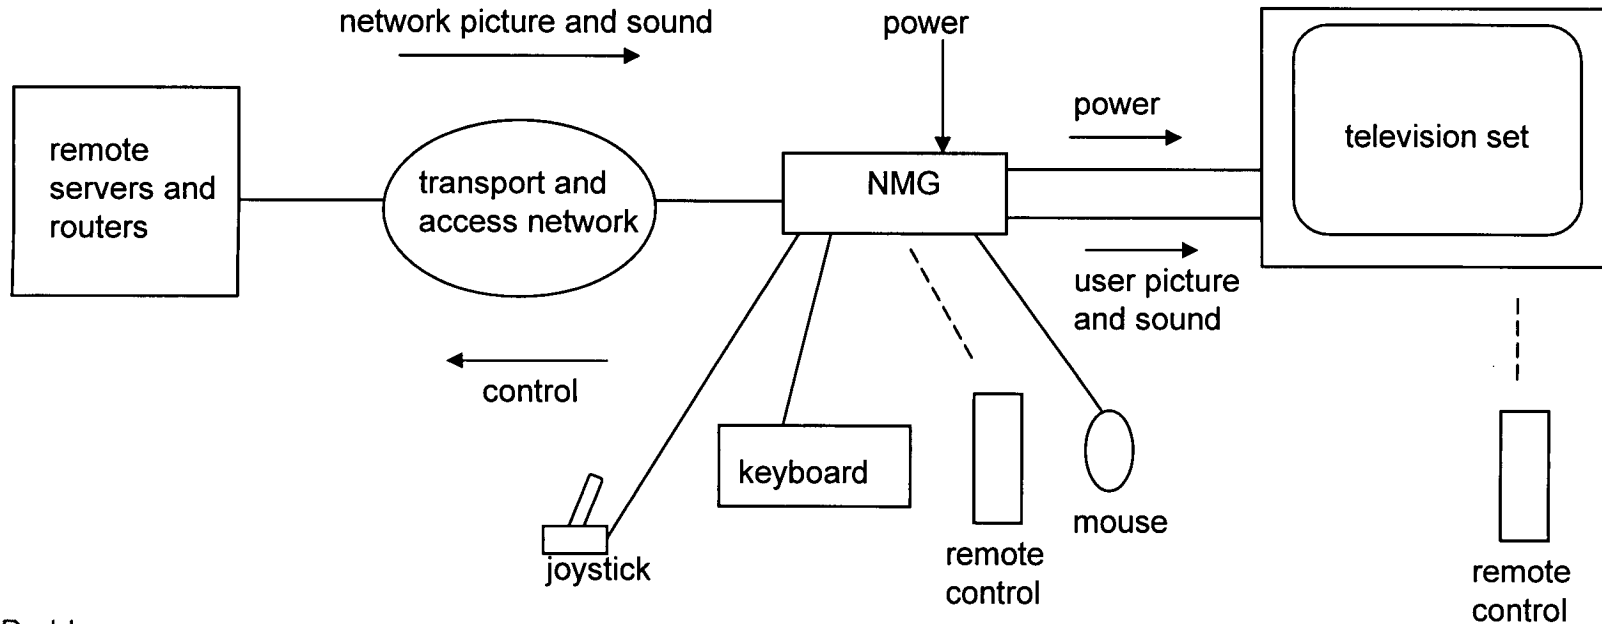 network picture and sound
power
power
television set
remote
servers and
routers
transport and
access network
NMG
user picture
and sound
control
keyboard
joystick
mouse
remote
control
remote
control